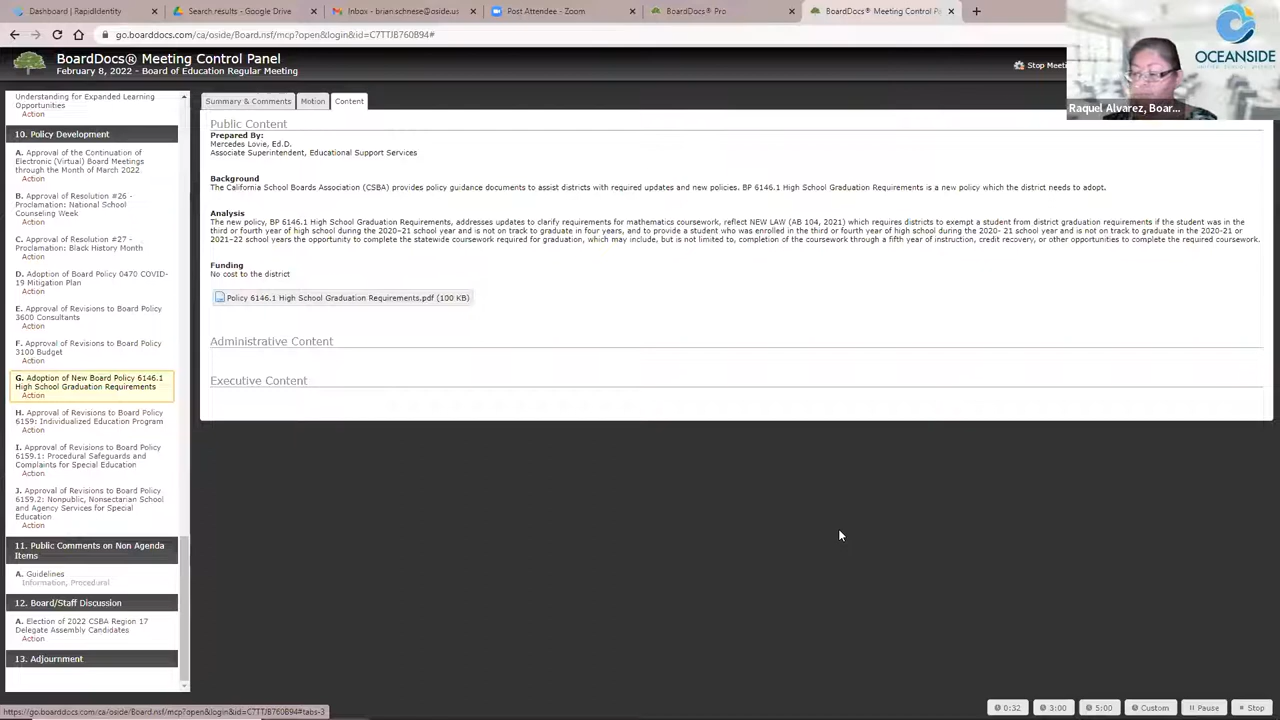 Dashboard | RapidIdentity
Search results - Google Drive
Inbox - brian.schnese@oside.us
Post Attendee - Zoom
BoardDocs® Pro
BoardDocs® Meeting Control Pa
go.boarddocs.com/ca/oside/Board.nsf/mcp?open&login&id=C7TTJB760B94#
BoardDocs® Meeting Control Panel
February 8, 2022 - Board of Education Regular Meeting
Stop Meeti
OCEANSIDE
Raquel Alvarez, Boar...
Understanding for Expanded Learning
Opportunities
Action
10. Policy Development
A. Approval of the Continuation of
Electronic (Virtual) Board Meetings
through the Month of March 2022
Action
B. Approval of Resolution #26 -
Proclamation: National School
Counseling Week
Action
C. Approval of Resolution #27 -
Proclamation: Black History Month
Action
D. Adoption of Board Policy 0470 COVID-
19 Mitigation Plan
Action
E. Approval of Revisions to Board Policy
3600 Consultants
Action
F. Approval of Revisions to Board Policy
3100 Budget
Action
G. Adoption of New Board Policy 6146.1
High School Graduation Requirements
Action
H. Approval of Revisions to Board Policy
6159: Individualized Education Program
Action
I. Approval of Revisions to Board Policy
6159.1: Procedural Safeguards and
Complaints for Special Education
Action
J. Approval of Revisions to Board Policy
6159.2: Nonpublic, Nonsectarian School
and Agency Services for Special
Education
Action
11. Public Comments on Non Agenda
Items
A. Guidelines
Information, Procedural
12. Board/Staff Discussion
A. Election of 2022 CSBA Region 17
Delegate Assembly Candidates
Action
13. Adjournment
Summary & Comments
Motion
Content
Public Content
Prepared By:
Mercedes Lovie, Ed.D.
Associate Superintendent, Educational Support Services
Background
The California School Boards Association (CSBA) provides policy guidance documents to assist districts with required updates and new policies. BP 6146.1 High School Graduation Requirements is a new policy which the district needs to adopt.
Analysis
The new policy, BP 6146.1 High School Graduation Requirements, addresses updates to clarify requirements for mathematics coursework, reflect NEW LAW (AB 104, 2021) which requires districts to exempt a student from district graduation requirements if the student was in the
third or fourth year of high school during the 2020-21 school year and is not on track to graduate in four years, and to provide a student who was enrolled in the third or fourth year of high school during the 2020- 21 school year and is not on track to graduate in the 2020-21 or
2021-22 school years the opportunity to complete the statewide coursework required for graduation, which may include, but is not limited to, completion of the coursework through a fifth year of instruction, credit recovery, or other opportunities to complete the required coursework.
Funding
No cost to the district
Policy 6146.1 High School Graduation Requirements.pdf (100 KB)
Administrative Content
Executive Content
https://go.boarddocs.com/ca/oside/Board.nsf/mcp?open&login&id=C7TTJB760B94#tabs-3
0:32
3:00
5:00
Custom
Pause
Stop